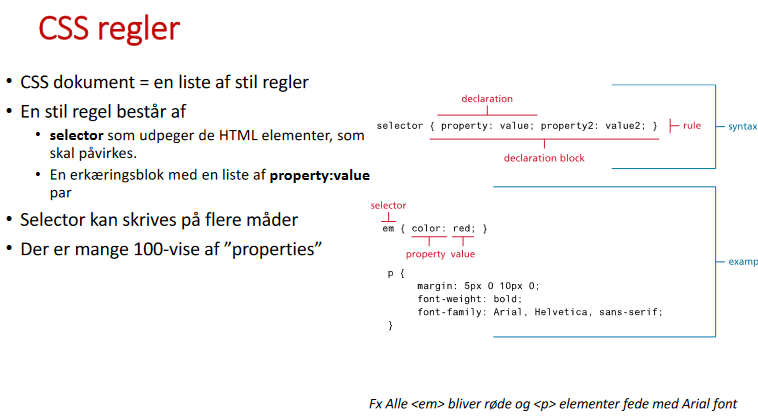 CSS regler
• CSS dokument = en liste af stil regler
• En stil regel består af
• selector som udpeger de HTML elementer, som
skal påvirkes.
• En erkæringsblok med en liste af property:value
par
• Selector kan skrives på flere måder
• Der er mange 100-vise af ”properties”
declaration
selector { property: value; property2: value2; }
rule
syntax
declaration block
selector
em { color: red; }
property value
p {
margin: 5px 0 10px 0;
font-weight: bold;
font-family: Arial, Helvetica, sans-serif;
}
examp
Fx Alle <em> bliver røde og <p> elementer fede med Arial font